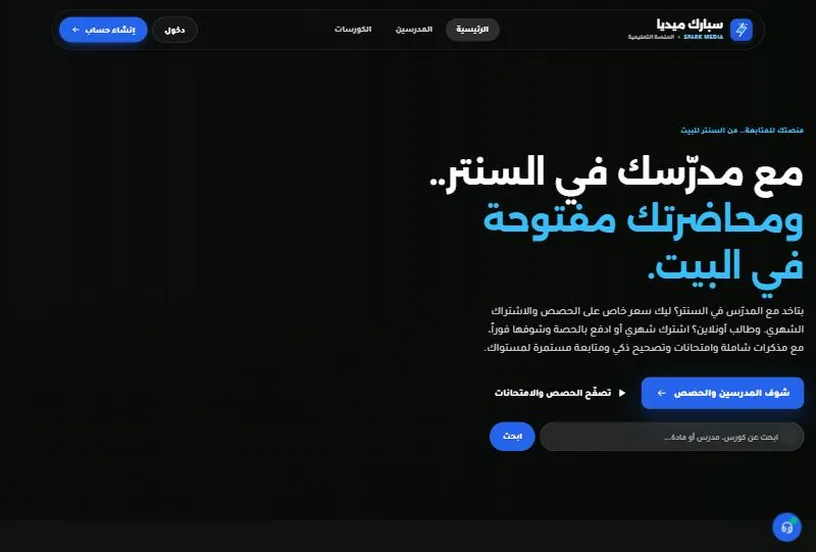 سبارك ميديا
SPARK MEDIA • المنصة التعليمية
الرئيسية
المدرسين
الكورسات
دخول
إنشاء حساب ←
منصتك للمتابعة.. من السنتر للبيت
مع مدرّسك في السنتر..
ومحاضرتك مفتوحة
في البيت.
بتاخد مع المدرّس في السنتر؟ ليك سعر خاص على الحصص والاشتراك
الشهري. وطالب أونلاين؟ اشترك شهري أو ادفع بالحصة وشوفها فوراً،
مع مذكرات شاملة وامتحانات وتصحيح ذكي ومتابعة مستمرة لمستواك.
شوف المدرسين والحصص ←
تصفّح الحصص والامتحانات
ابحث عن كورس، مدرس أو مادة...
ابحث